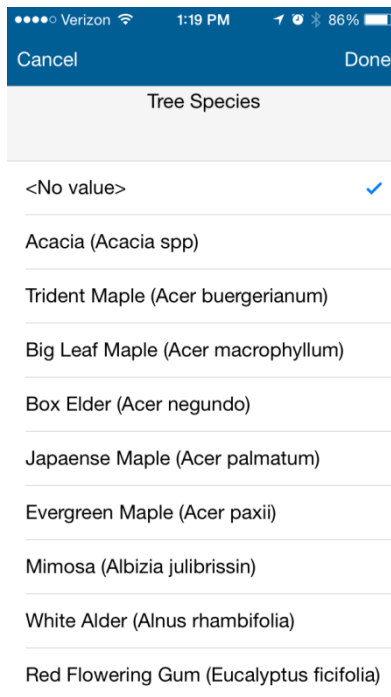 Verizon 1:19 PM 86%
Cancel Done
Tree Species
<No value>
Acacia (Acacia spp)
Trident Maple (Acer buergerianum)
Big Leaf Maple (Acer macrophyllum)
Box Elder (Acer negundo)
Japaense Maple (Acer palmatum)
Evergreen Maple (Acer paxii)
Mimosa (Albizia julibrissin)
White Alder (Alnus rhambifolia)
Red Flowering Gum (Eucalyptus ficifolia)